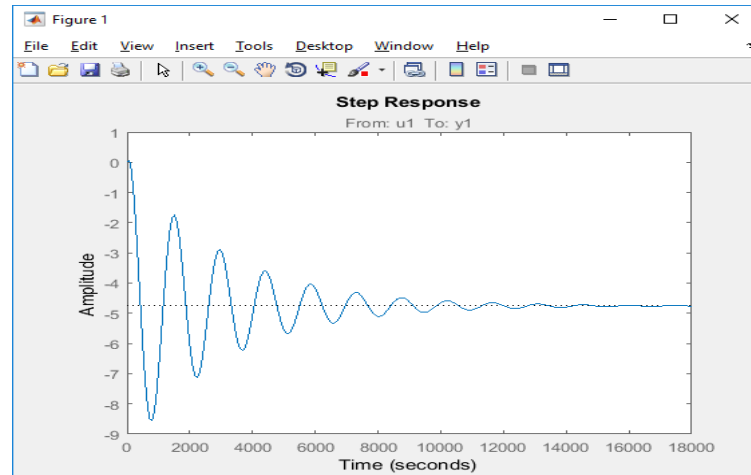 Figure 1
File Edit View Insert Tools Desktop Window Help
Step Response
From: u1 To: y1
Amplitude
1
0
-1
-2
-3
-4
-5
-6
-7
-8
-9
0 2000 4000 6000 8000 10000 12000 14000 16000 18000
Time (seconds)